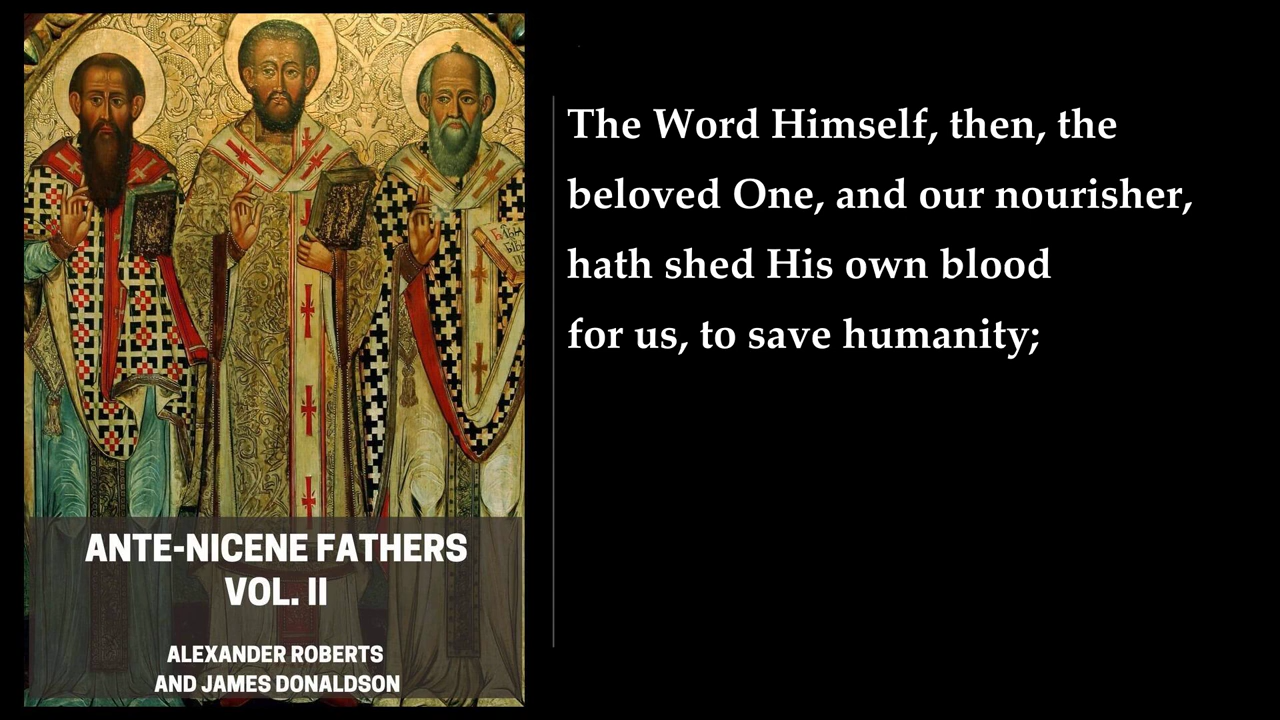 ANTE-NICENE FATHERS
VOL. II
ALEXANDER ROBERTS
AND JAMES DONALDSON
The Word Himself, then, the
beloved One, and our nourisher,
hath shed His own blood
for us, to save humanity;